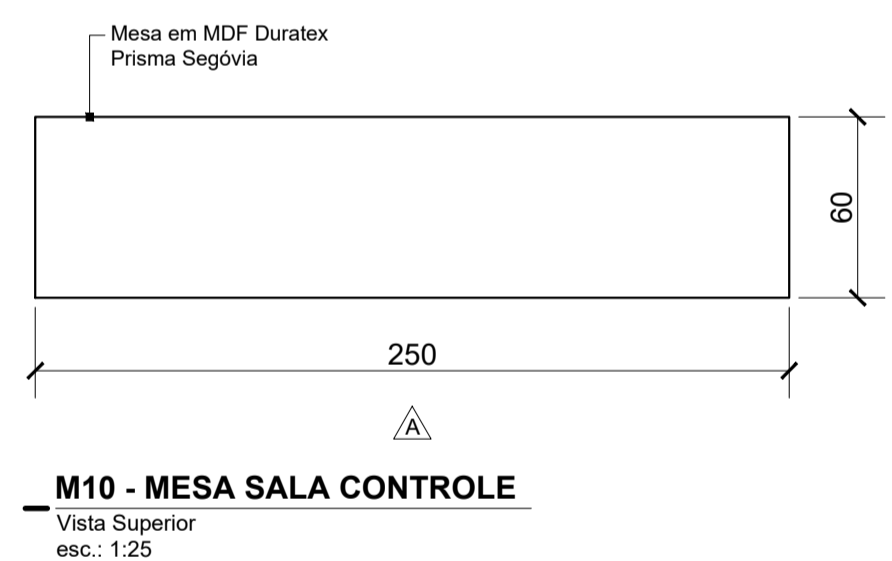 Mesa em MDF Duratex
Prisma Segóvia
60
250
A
M10 - MESA SALA CONTROLE
Vista Superior
esc.: 1:25